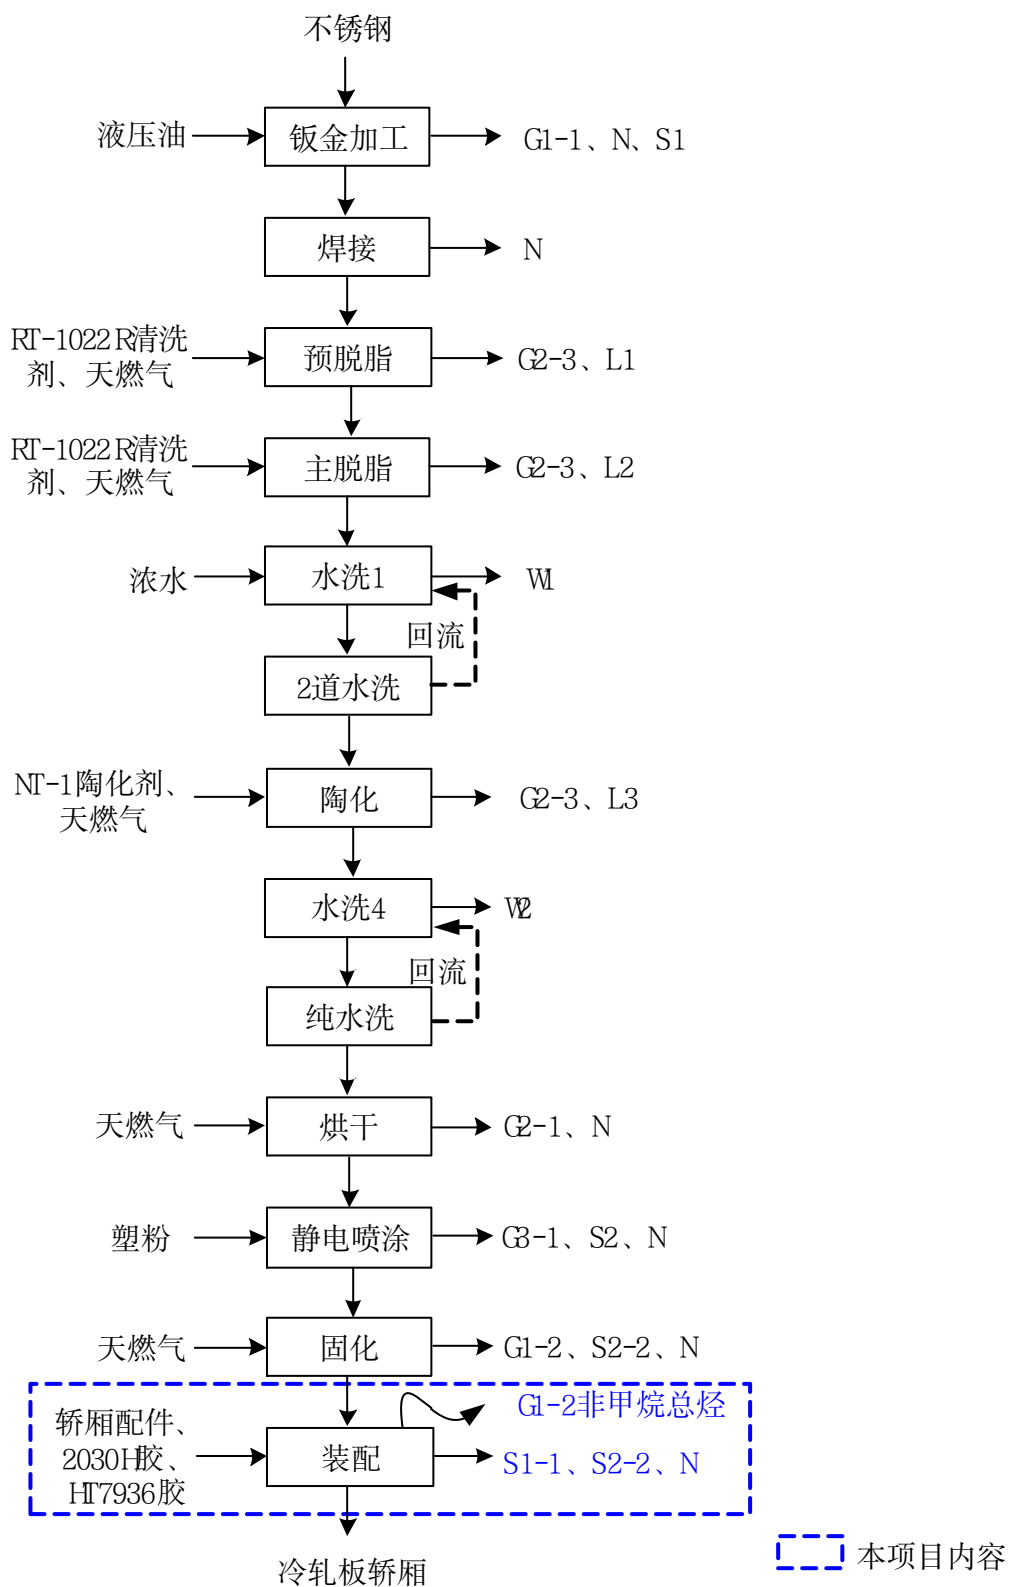 不锈钢
液压油
钣金加工
G1-1、N、S1
焊接
N
RT-1022R清洗
剂、天燃气
预脱脂
G2-3、L1
RT-1022R清洗
剂、天燃气
主脱脂
G2-3、L2
浓水
水洗1
W1
回流
2道水洗
NT-1陶化剂、
天燃气
陶化
G2-3、L3
水洗4
W2
回流
纯水洗
天燃气
烘干
G2-1、N
塑粉
静电喷涂
G3-1、S2、N
天燃气
固化
G1-2、S2-2、N
轿厢配件、
2030H胶、
HT7936胶
装配
G1-2非甲烷总烃
S1-1、S2-2、N
冷轧板轿厢
本项目内容